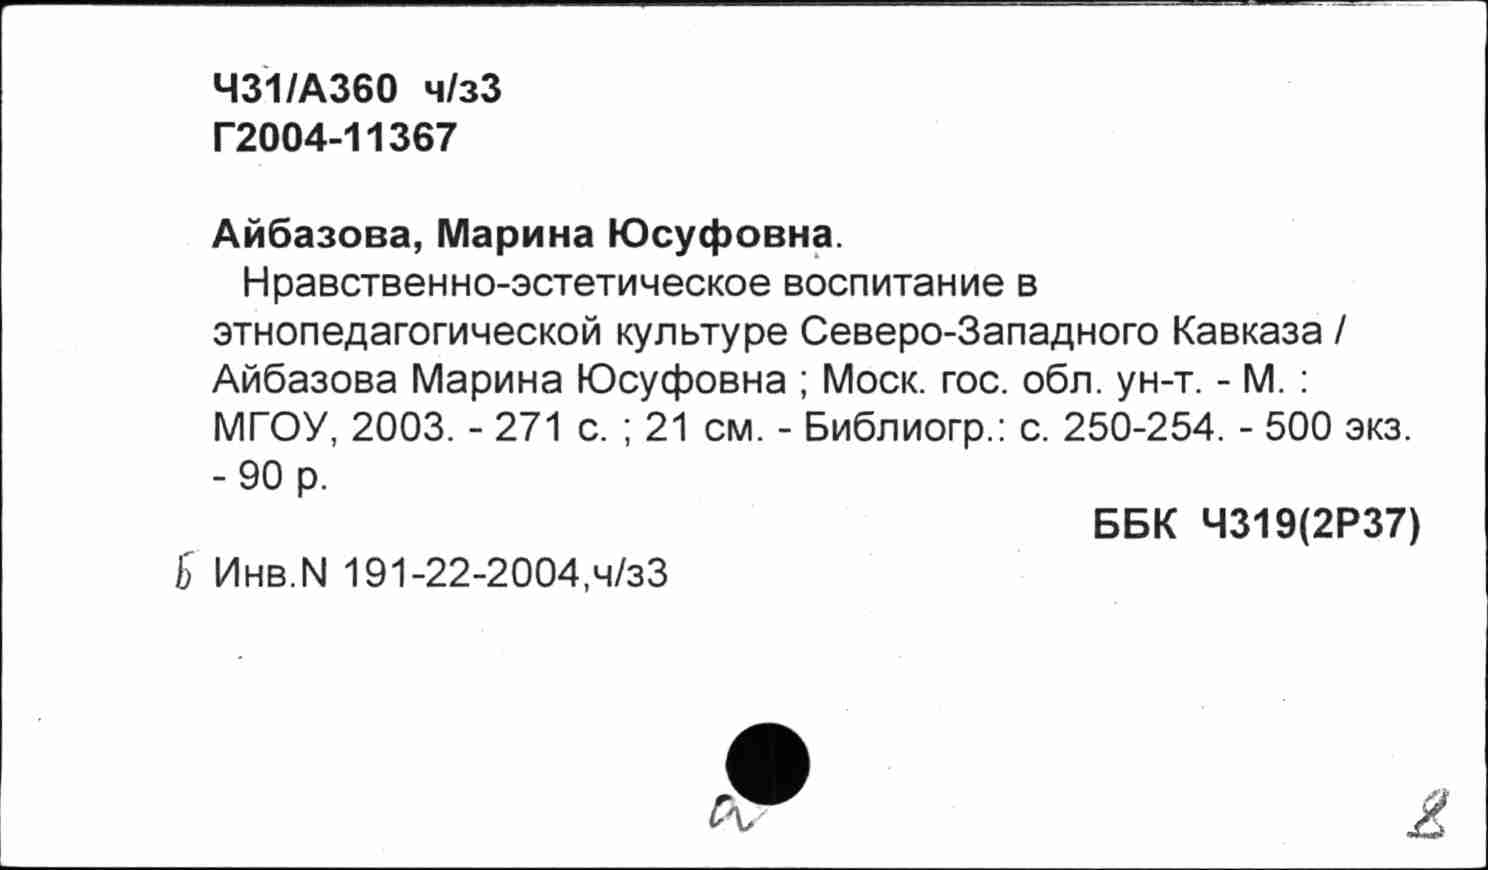 Ч31/А360 ч/з3
Г2004-11367
Айбазова, Марина Юсуфовна.
Нравственно-эстетическое воспитание в
этнопедагогической культуре Северо-Западного Кавказа /
Айбазова Марина Юсуфовна ; Моск. гос. обл. ун-т. - М. :
МГОУ, 2003. - 271 с. ; 21 см. - Библиогр.: с. 250-254. - 500 экз.
- 90 р.
ББК Ч319(2Р37)
Б Инв.N 191-22-2004,ч/з3
а